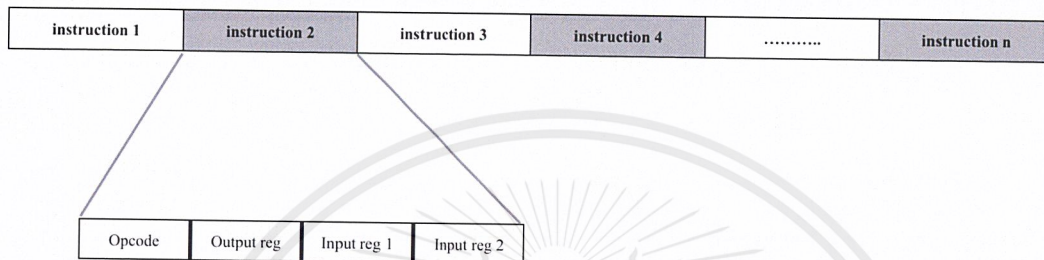 instruction 1 instruction 2 instruction 3 instruction 4 ……….. instruction n
Opcode Output reg Input reg 1 Input reg 2